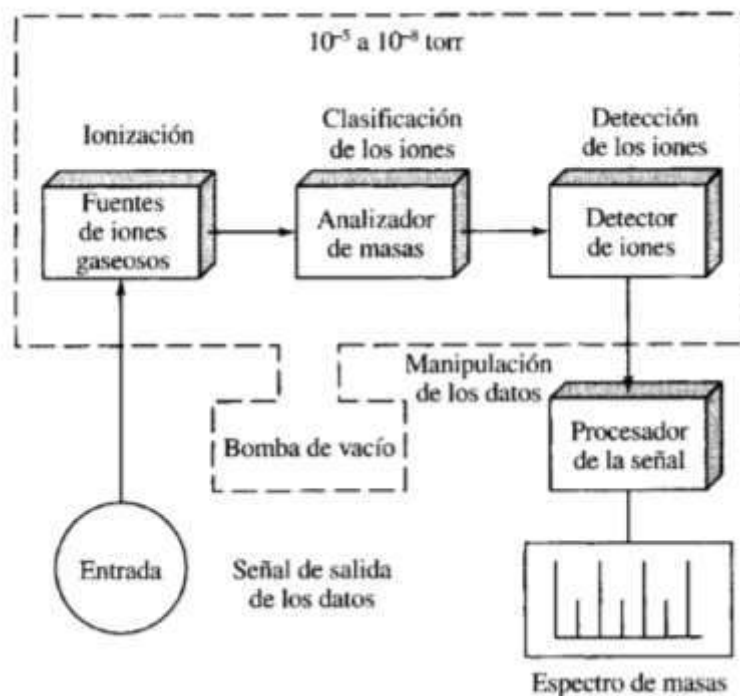 10⁻⁵ a 10⁻⁸ torr
Ionización
Clasificación
de los iones
Detección
de los iones
Fuentes
de iones
gaseosos
Analizador
de masas
Detector
de iones
Manipulación
de los datos
Bomba de vacío
Procesador
de la señal
Entrada
Señal de salida
de los datos
Espectro de masas